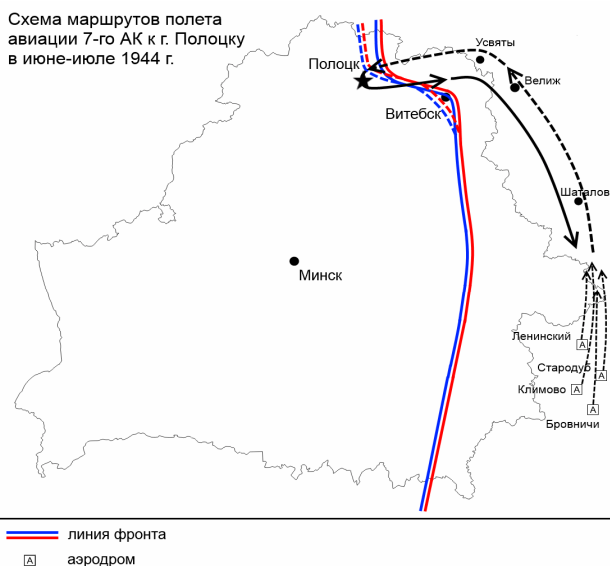 Схема маршрутов полета
авиации 7-го АК к г. Полоцку
в июне-июле 1944 г.
Усвяты
Полоцк
Велиж
Витебск
Шаталов
Минск
Ленинский
А
Стародуб
А
Климово
А
А
Бровничи
линия фронта
А
аэродром